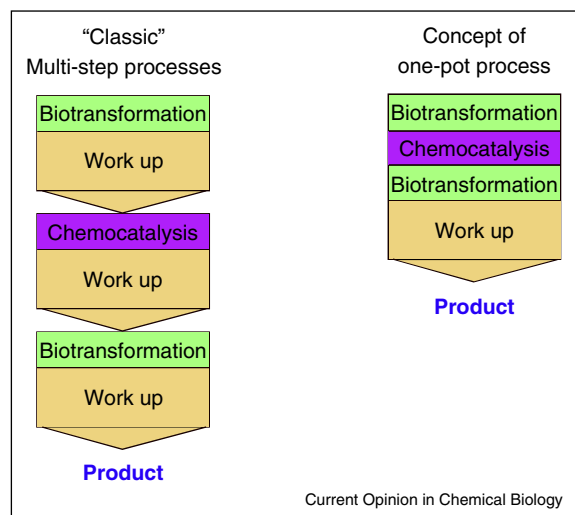 “Classic”
Multi-step processes
Biotransformation
Work up
Chemocatalysis
Work up
Biotransformation
Work up
Product
Concept of
one-pot process
Biotransformation
Chemocatalysis
Biotransformation
Work up
Product
Current Opinion in Chemical Biology